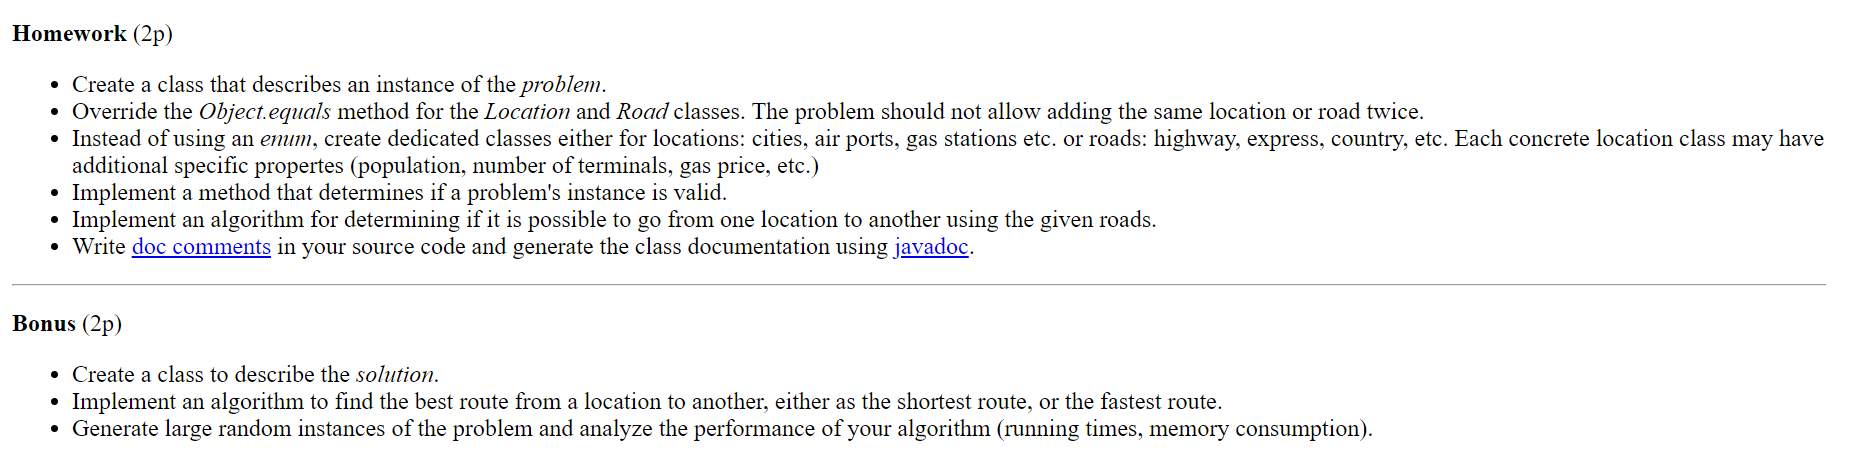 Homework (2p)
Create a class that describes an instance of the problem.
Override the Object.equals method for the Location and Road classes. The problem should not allow adding the same location or road twice.
Instead of using an enum, create dedicated classes either for locations: cities, air ports, gas stations etc. or roads: highway, express, country, etc. Each concrete location class may have
additional specific propertes (population, number of terminals, gas price, etc.)
Implement a method that determines if a problem's instance is valid.
Implement an algorithm for determining if it is possible to go from one location to another using the given roads.
Write doc comments in your source code and generate the class documentation using javadoc.
Bonus (2p)
Create a class to describe the solution.
Implement an algorithm to find the best route from a location to another, either as the shortest route, or the fastest route.
Generate large random instances of the problem and analyze the performance of your algorithm (running times, memory consumption).